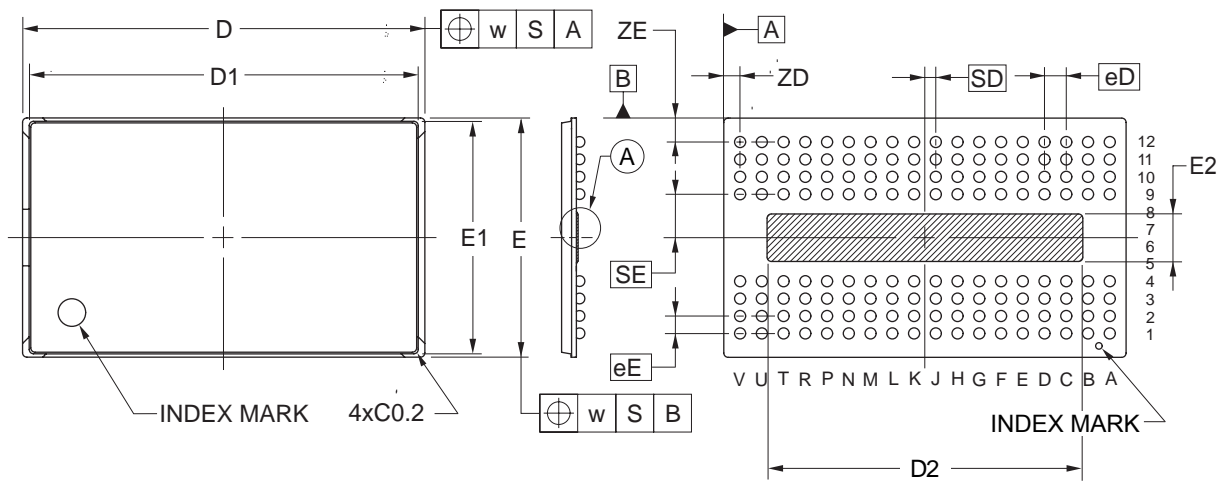 D
w S A
D1
ZE
A
B
ZD
SD
eD
A
12
11
10
9
8
7
6
5
4
3
2
1
E2
E1
E
SE
eE
V U T R P N M L K J H G F E D C B A
INDEX MARK
4xC0.2
w S B
INDEX MARK
D2